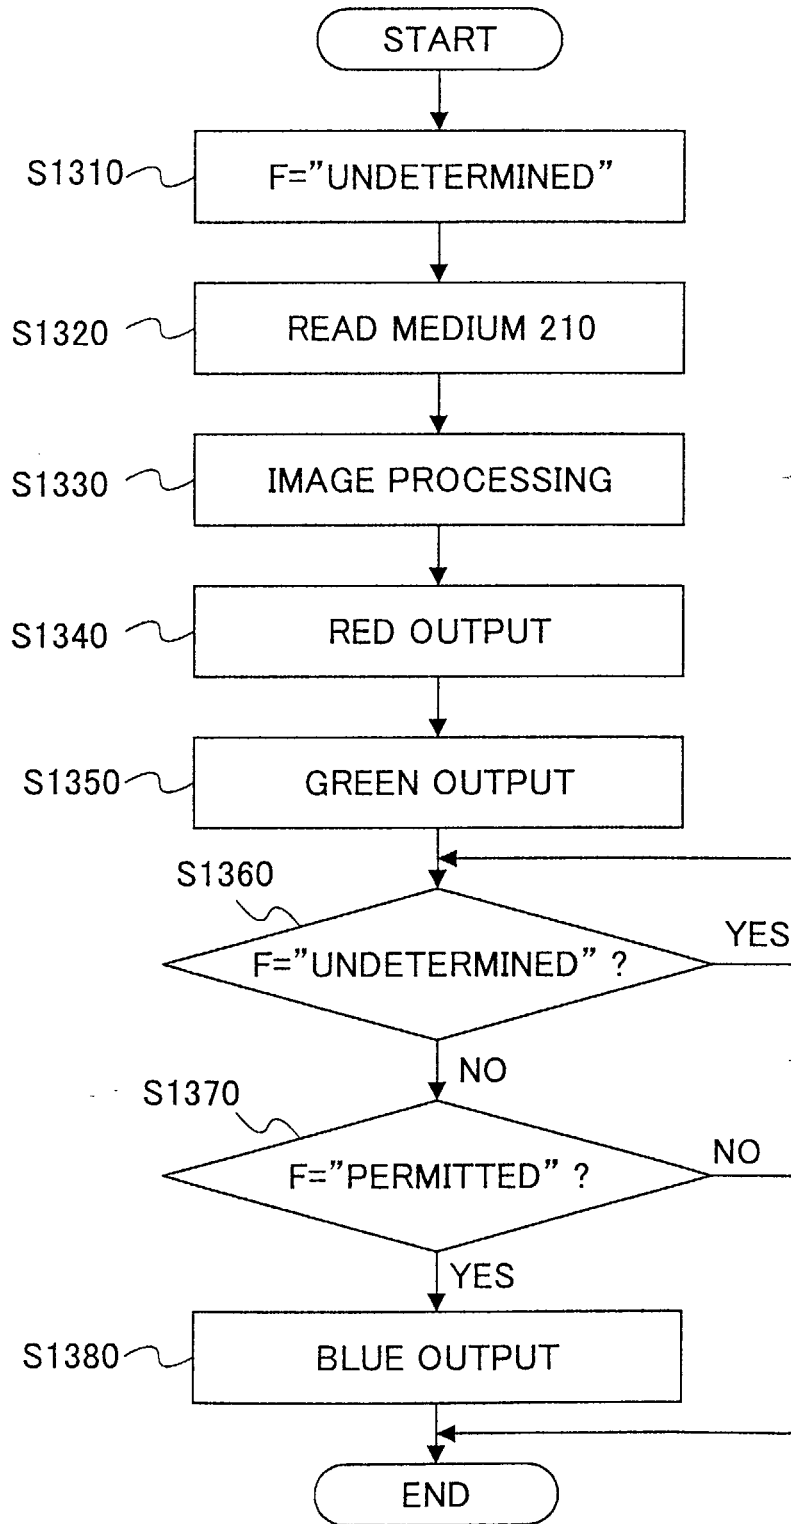 START
S1310
F="UNDETERMINED"
S1320
READ MEDIUM 210
S1330
IMAGE PROCESSING
S1340
RED OUTPUT
S1350
GREEN OUTPUT
S1360
F="UNDETERMINED" ?
YES
NO
S1370
F="PERMITTED" ?
NO
YES
S1380
BLUE OUTPUT
END